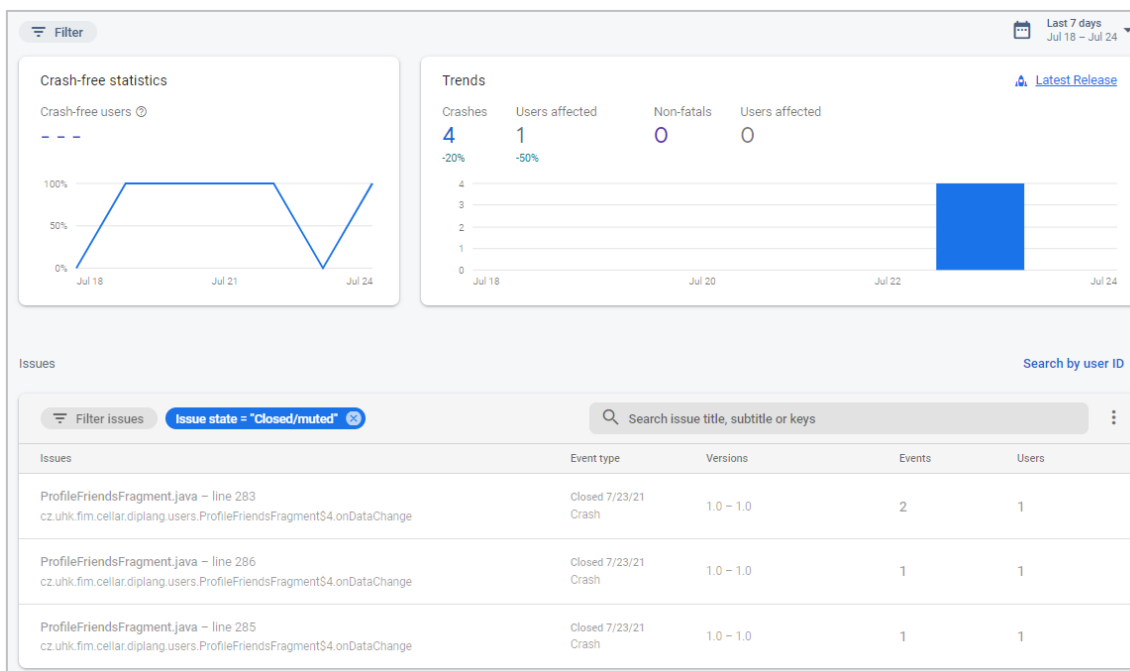 Filter
Last 7 days
Jul 18 – Jul 24
Crash-free statistics
Crash-free users
- - -
100%
50%
0%
Jul 18 Jul 21 Jul 24
Trends
Latest Release
Crashes Users affected Non-fatals Users affected
4 1 0 0
-20% -50%
4
3
2
1
0
Jul 18 Jul 20 Jul 22 Jul 24
Issues
Search by user ID
Filter issues
Issue state = "Closed/muted"
Search issue title, subtitle or keys
Issues Event type Versions Events Users
ProfileFriendsFragment.java – line 283
cz.uhk.fim.cellar.diplang.users.ProfileFriendsFragment$4.onDataChange
Closed 7/23/21
Crash
1.0 – 1.0
2
1
ProfileFriendsFragment.java – line 286
cz.uhk.fim.cellar.diplang.users.ProfileFriendsFragment$4.onDataChange
Closed 7/23/21
Crash
1.0 – 1.0
1
1
ProfileFriendsFragment.java – line 285
cz.uhk.fim.cellar.diplang.users.ProfileFriendsFragment$4.onDataChange
Closed 7/23/21
Crash
1.0 – 1.0
1
1